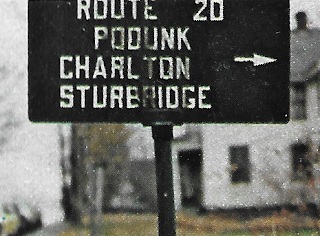 ROUTE 20
PODUNK
CHARLTON
STURBRIDGE